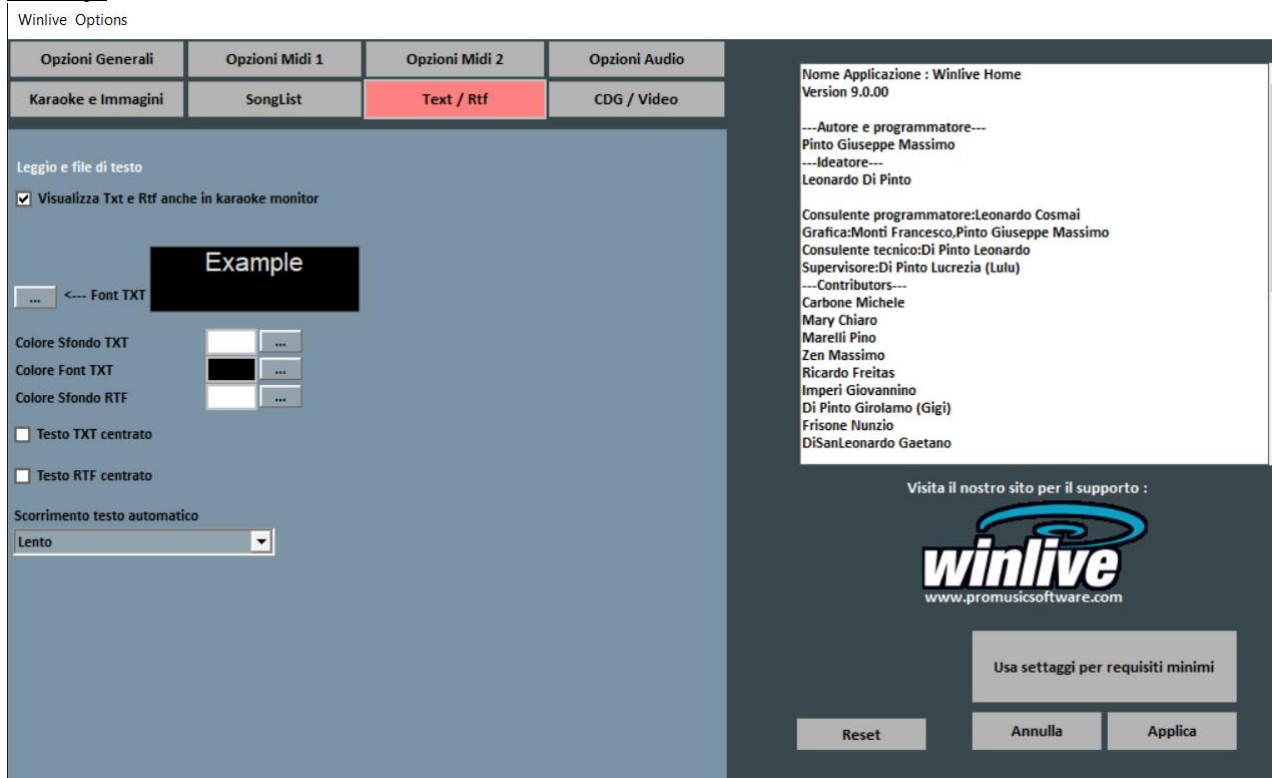 Winlive Options
Opzioni Generali
Opzioni Midi 1
Opzioni Midi 2
Opzioni Audio
Karaoke e Immagini
SongList
Text / Rtf
CDG / Video
Leggio e file di testo
Visualizza Txt e Rtf anche in karaoke monitor
Example
... <--- Font TXT
Colore Sfondo TXT ...
Colore Font TXT ...
Colore Sfondo RTF ...
Testo TXT centrato
Testo RTF centrato
Scorrimento testo automatico
Lento
Nome Applicazione : Winlive Home
Version 9.0.00
---Autore e programmatore---
Pinto Giuseppe Massimo
---Ideatore---
Leonardo Di Pinto
Consulente programmatore:Leonardo Cosmai
Grafica:Monti Francesco,Pinto Giuseppe Massimo
Consulente tecnico:Di Pinto Leonardo
Supervisore:Di Pinto Lucrezia (Lulu)
---Contributors---
Carbone Michele
Mary Chiaro
Marelli Pino
Zen Massimo
Ricardo Freitas
Imperi Giovannino
Di Pinto Girolamo (Gigi)
Frisone Nunzio
DiSanLeonardo Gaetano
Visita il nostro sito per il supporto :
winlive
www.promusicsoftware.com
Usa settaggi per requisiti minimi
Reset
Annulla
Applica